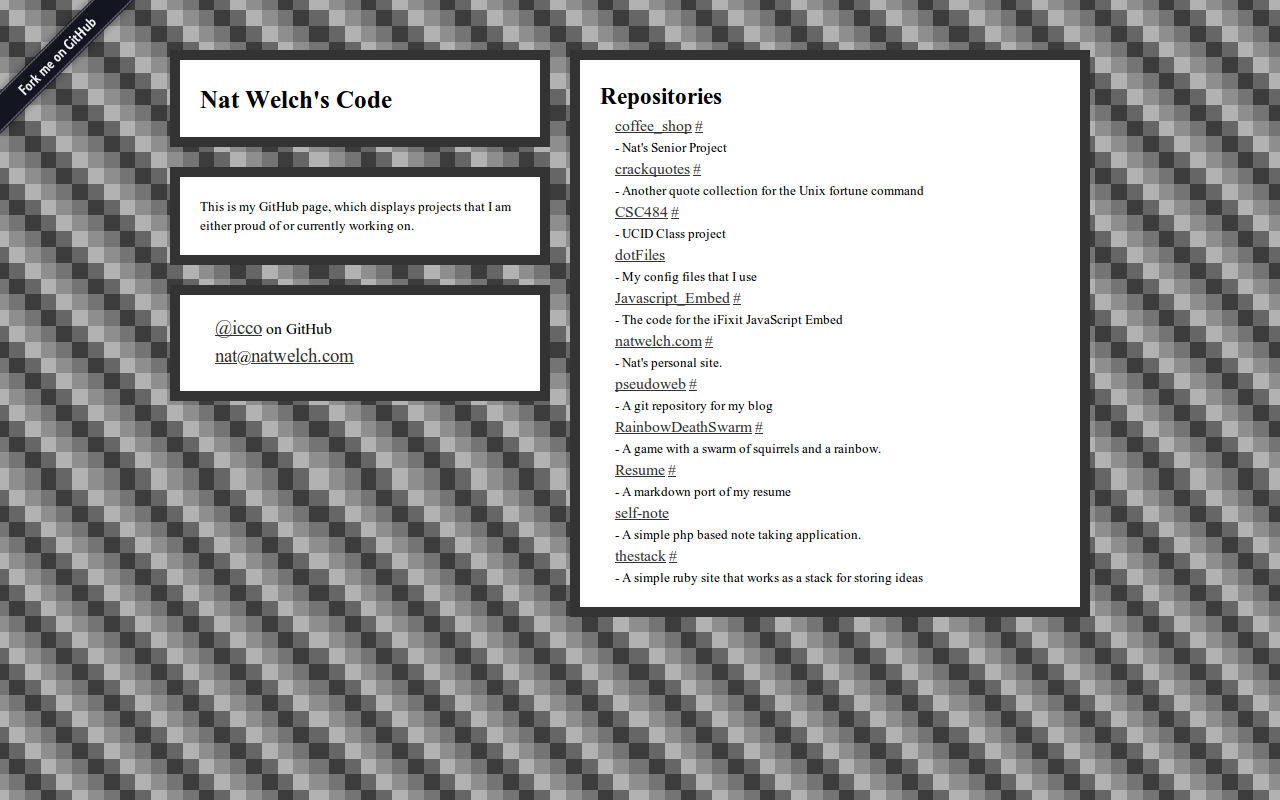 Fork me on GitHub
Nat Welch's Code
This is my GitHub page, which displays projects that I am
either proud of or currently working on.
@icco on GitHub
nat@natwelch.com
Repositories
coffee_shop #
- Nat's Senior Project
crackquotes #
- Another quote collection for the Unix fortune command
CSC484 #
- UCID Class project
dotFiles
- My config files that I use
Javascript_Embed #
- The code for the iFixit JavaScript Embed
natwelch.com #
- Nat's personal site.
pseudoweb #
- A git repository for my blog
RainbowDeathSwarm #
- A game with a swarm of squirrels and a rainbow.
Resume #
- A markdown port of my resume
self-note
- A simple php based note taking application.
thestack #
- A simple ruby site that works as a stack for storing ideas